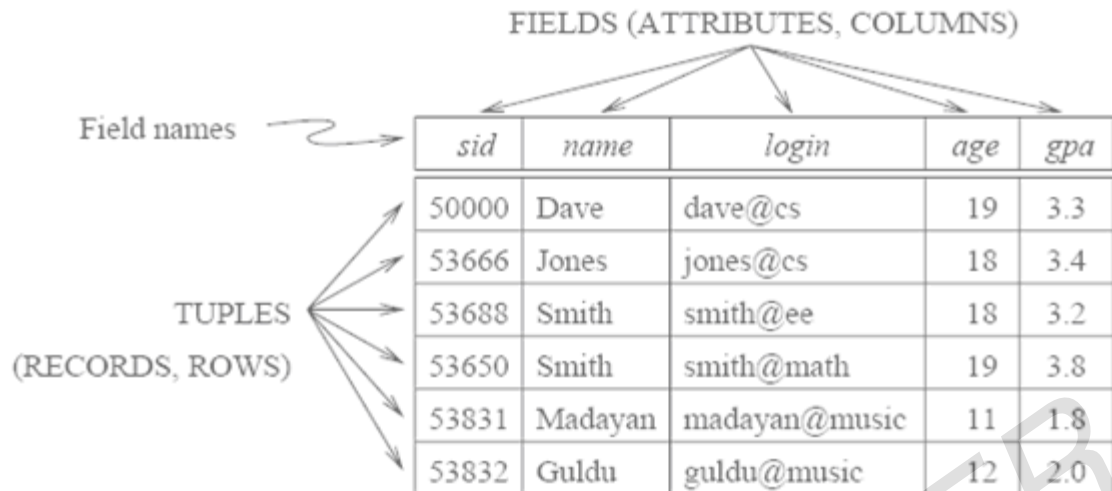 FIELDS (ATTRIBUTES, COLUMNS)
Field names
sid name login age gpa
50000 Dave dave@cs 19 3.3
53666 Jones jones@cs 18 3.4
TUPLES
53688 Smith smith@ee 18 3.2
(RECORDS, ROWS)
53650 Smith smith@math 19 3.8
53831 Madayan madayan@music 11 1.8
53832 Guldu guldu@music 12 2.0